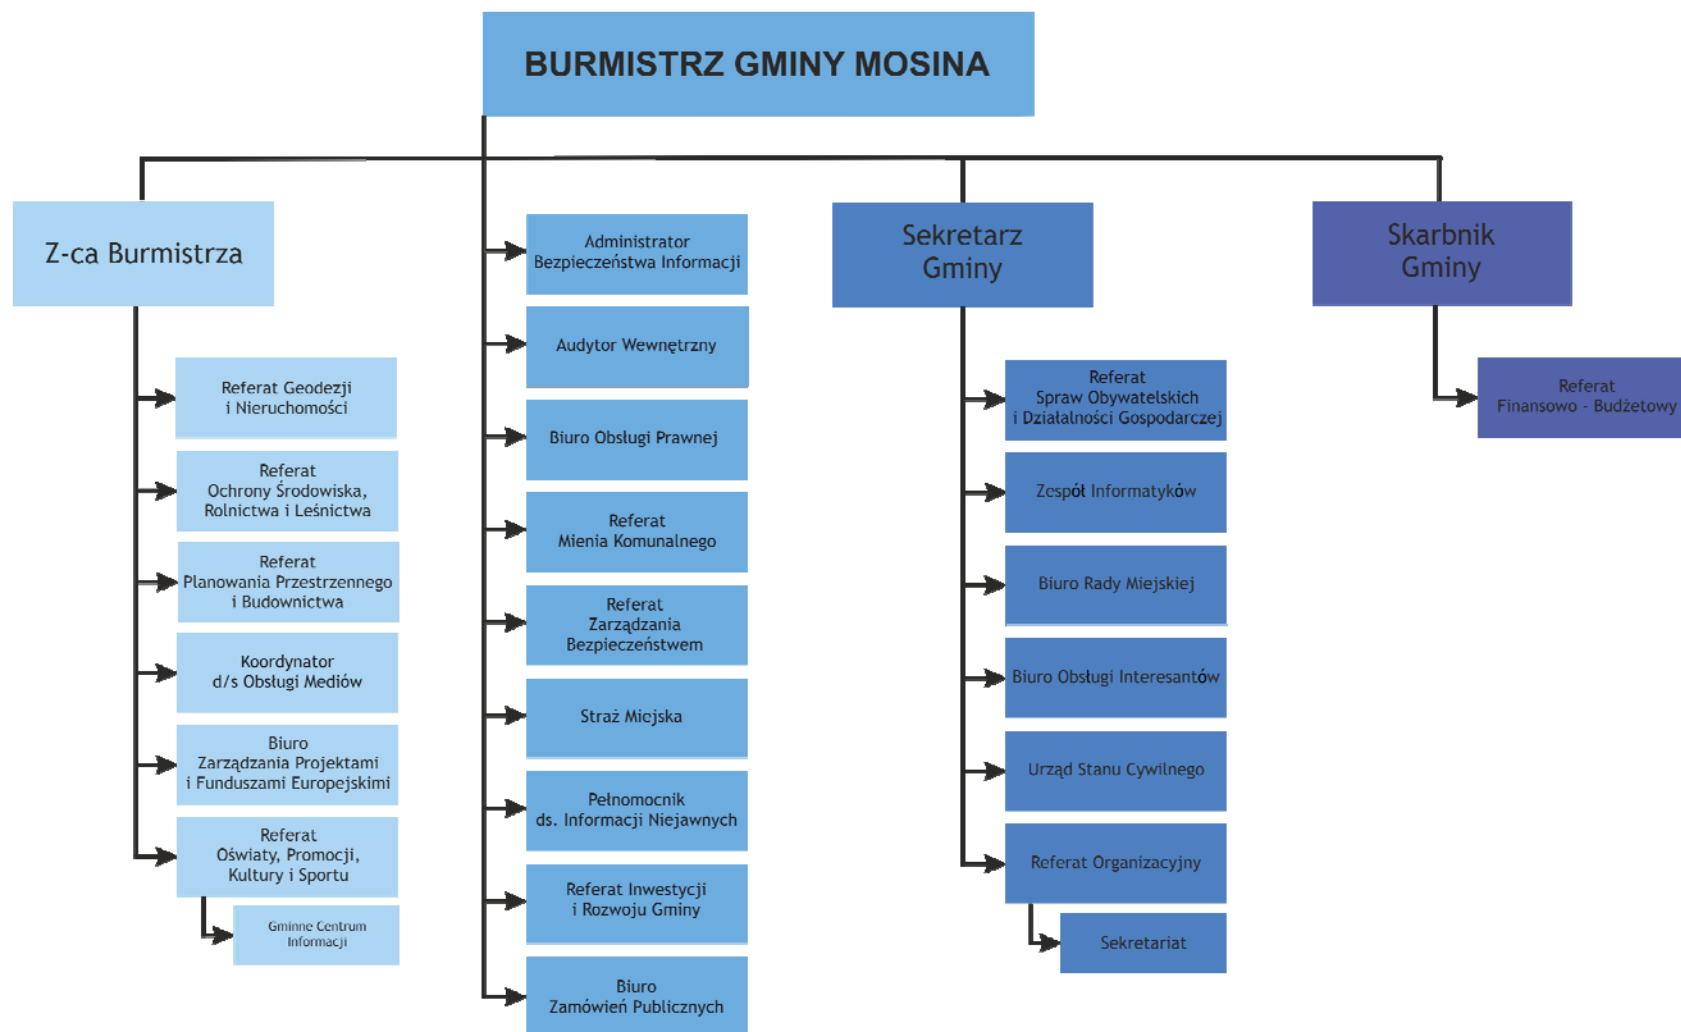 BURMISTRZ GMINY MOSINA
Z-ca Burmistrza
Referat Geodezji
i Nieruchomości
Referat
Ochrony Środowiska,
Rolnictwa i Leśnictwa
Referat
Planowania Przestrzennego
i Budownictwa
Koordynator
d/s Obsługi Mediów
Biuro
Zarządzania Projektami
i Funduszami Europejskimi
Referat
Oświaty, Promocji,
Kultury i Sportu
Gminne Centrum
Informacji
Administrator
Bezpieczeństwa Informacji
Audytor Wewnętrzny
Biuro Obsługi Prawnej
Referat
Mienia Komunalnego
Referat
Zarządzania
Bezpieczeństwem
Straż Miejska
Pełnomocnik
ds. Informacji Niejawnych
Referat Inwestycji
i Rozwoju Gminy
Biuro
Zamówień Publicznych
Sekretarz
Gminy
Referat
Spraw Obywatelskich
i Działalności Gospodarczej
Zespół Informatyków
Biuro Rady Miejskiej
Biuro Obsługi Interesantów
Urząd Stanu Cywilnego
Referat Organizacyjny
Sekretariat
Skarbnik
Gminy
Referat
Finansowo - Budżetowy